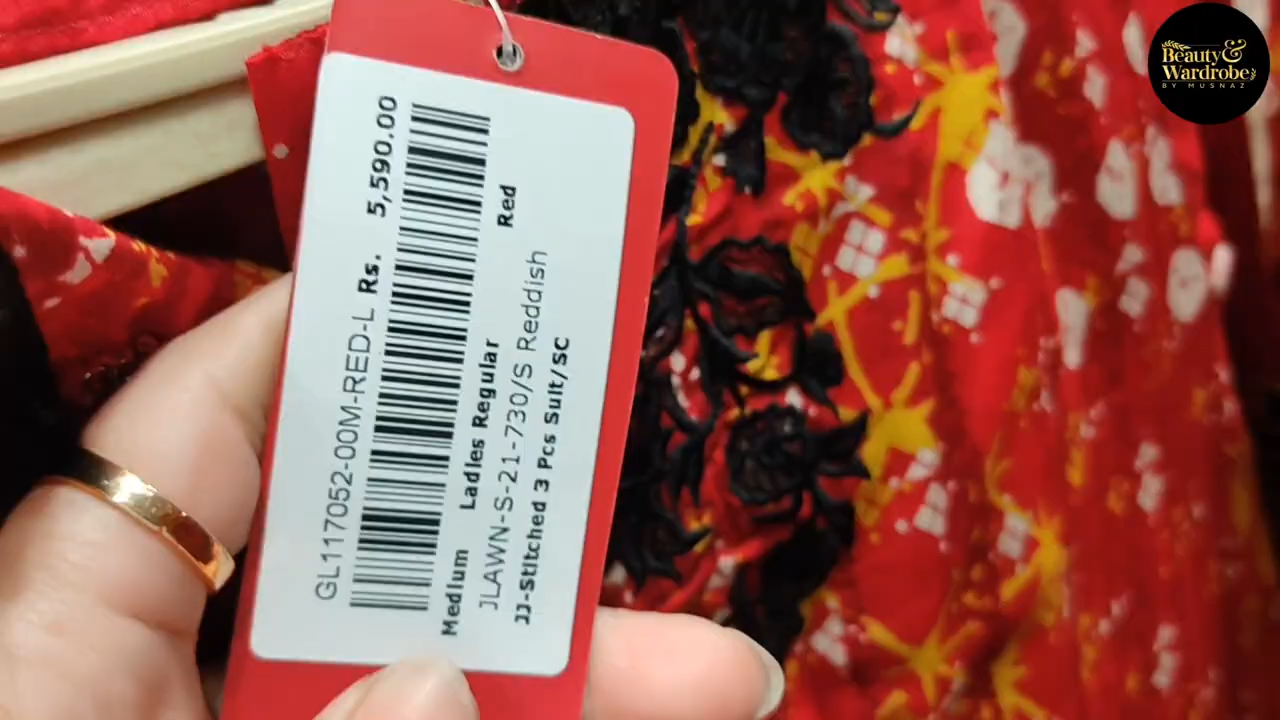 GL117052-00M-RED-L Rs. 5,590.00
Medium Ladies Regular Red
JLAWN-S-21-730/S Reddish
JJ-Stitched 3 Pcs Suit/SC
Beauty &
Wardrobe
BY MUSNAZ